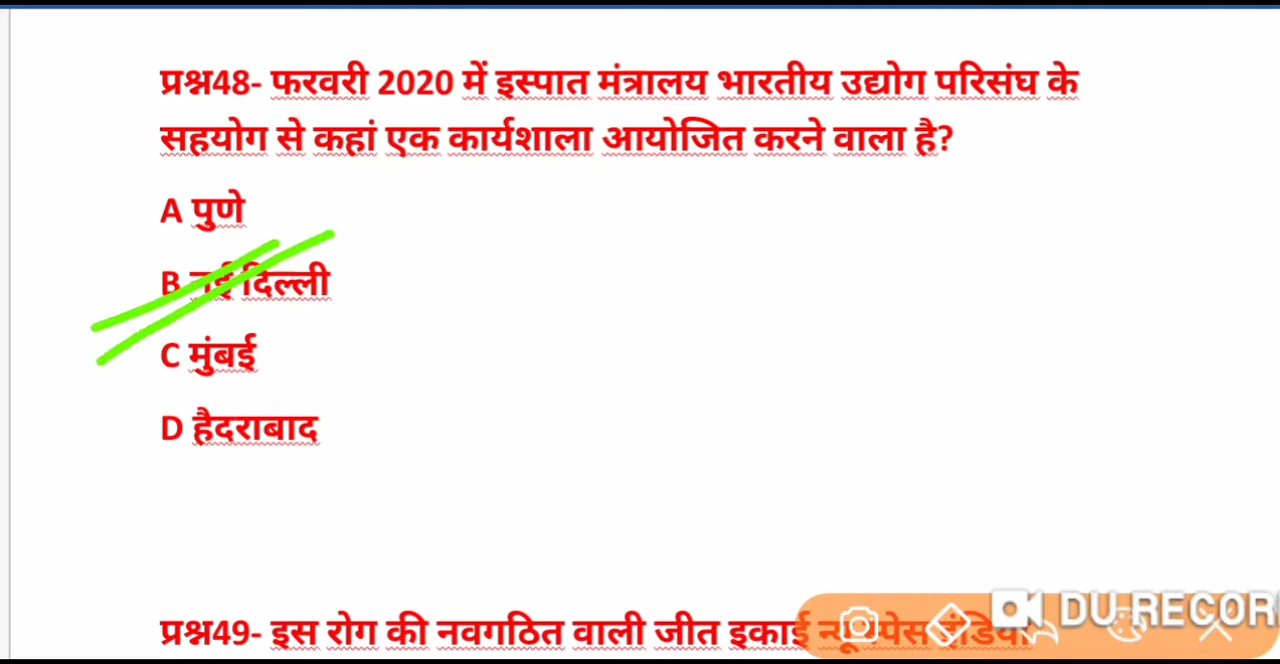 प्रश्न48- फरवरी 2020 में इस्पात मंत्रालय भारतीय उद्योग परिसंघ के
सहयोग से कहां एक कार्यशाला आयोजित करने वाला है?
A पुणे
B नई दिल्ली
C मुंबई
D हैदराबाद
प्रश्न49- इस रोग की नवगठित वाली जीत इकाई
DU RECOR